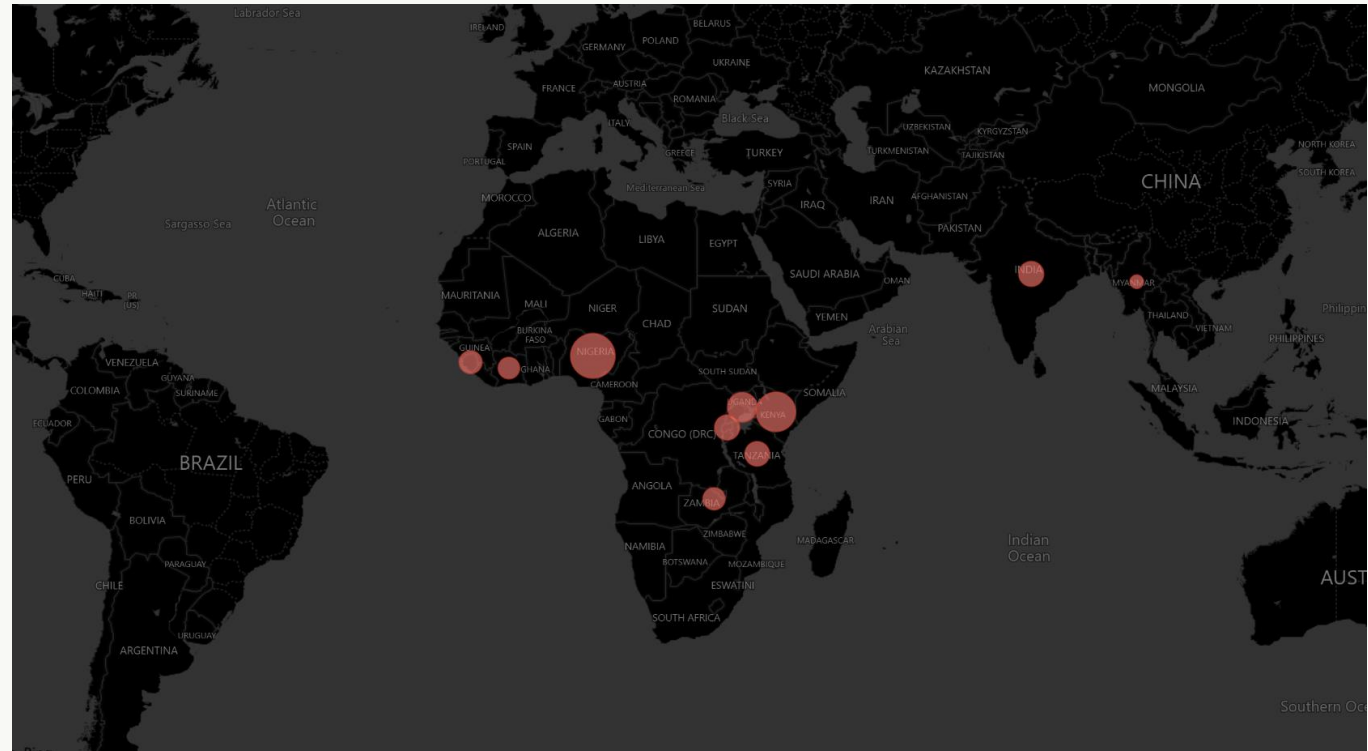 Labrador Sea
IRELAND
BELARUS
POLAND
GERMANY
UKRAINE
KAZAKHSTAN
FRANCE
AUSTRIA
MONGOLIA
ROMANIA
ITALY
Black Sea
UZBEKISTAN
KYRGYZSTAN
SPAIN
PORTUGAL
GREECE
TURKEY
TURKMENISTAN
TAJIKISTAN
NORTH KOREA
SOUTH KOREA
Mediterranean Sea
SYRIA
CHINA
MOROCCO
IRAQ
IRAN
AFGHANISTAN
Atlantic
Ocean
Sargasso Sea
PAKISTAN
ALGERIA
LIBYA
EGYPT
CUBA
SAUDI ARABIA
OMAN
INDIA
MYANMAR
HAITI
PR
(US)
MAURITANIA
MALI
NIGER
CHAD
SUDAN
YEMEN
Arabian
Sea
THAILAND
VIETNAM
Philippin
PHILIPPINES
BURKINA
FASO
GUINEA
NIGERIA
GHANA
VENEZUELA
GUYANA
SURINAME
COLOMBIA
CAMEROON
SOUTH SUDAN
SOMALIA
MALAYSIA
ECUADOR
GABON
CONGO (DRC)
UGANDA
KENYA
INDONESIA
BRAZIL
TANZANIA
PERU
ANGOLA
ZAMBIA
BOLIVIA
ZIMBABWE
MADAGASCAR
Indian
Ocean
NAMIBIA
BOTSWANA
MOZAMBIQUE
PARAGUAY
CHILE
ESWATINI
AUST
SOUTH AFRICA
URUGUAY
ARGENTINA
Southern Oce